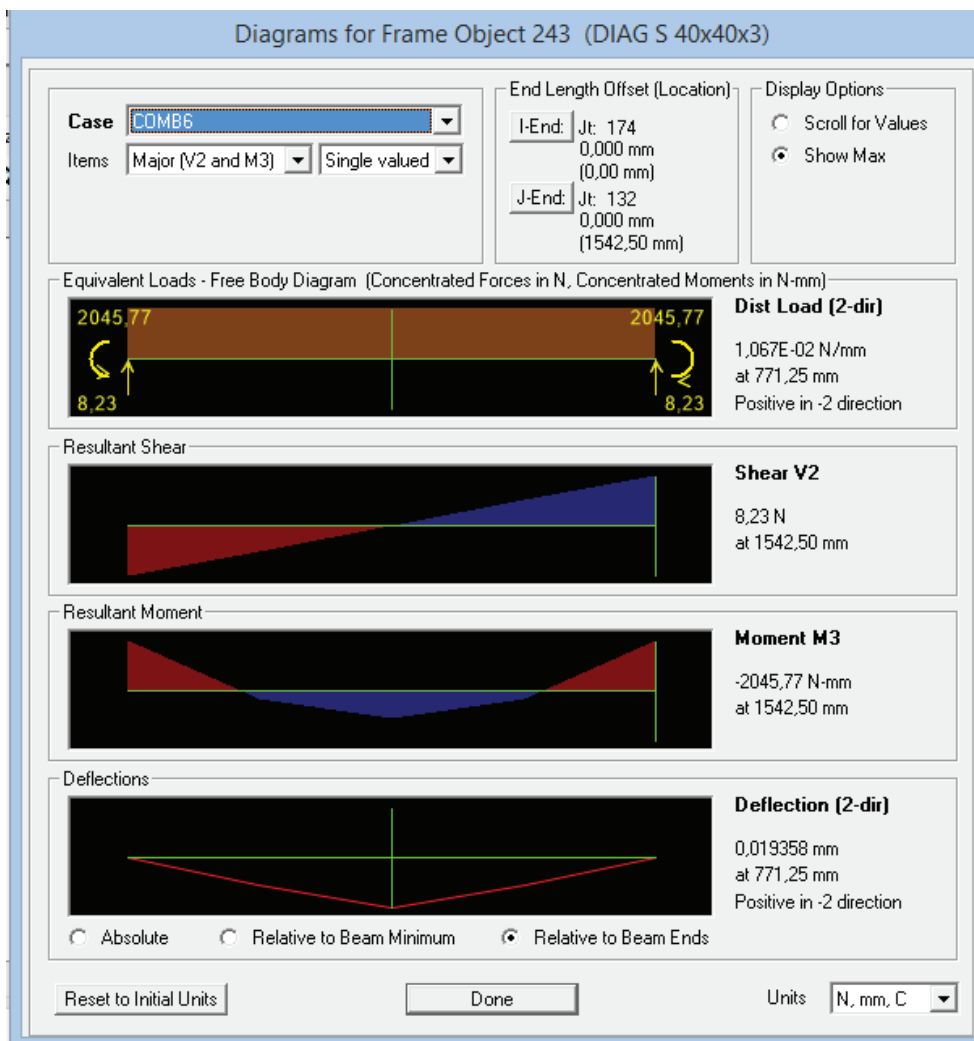 Diagrams for Frame Object 243 (DIAG S 40x40x3)
Case COMB6
Items Major (V2 and M3) Single valued
End Length Offset (Location)
I-End: Jt: 174
0,000 mm
(0,00 mm)
J-End: Jt: 132
0,000 mm
(1542,50 mm)
Display Options
Scroll for Values
Show Max
Equivalent Loads - Free Body Diagram (Concentrated Forces in N, Concentrated Moments in N-mm)
2045,77 2045,77
8,23 8,23
Dist Load (2-dir)
1,067E-02 N/mm
at 771,25 mm
Positive in -2 direction
Resultant Shear
Shear V2
8,23 N
at 1542,50 mm
Resultant Moment
Moment M3
-2045,77 N-mm
at 1542,50 mm
Deflections
Deflection (2-dir)
0,019358 mm
at 771,25 mm
Positive in -2 direction
Absolute Relative to Beam Minimum Relative to Beam Ends
Reset to Initial Units Done Units N, mm, C